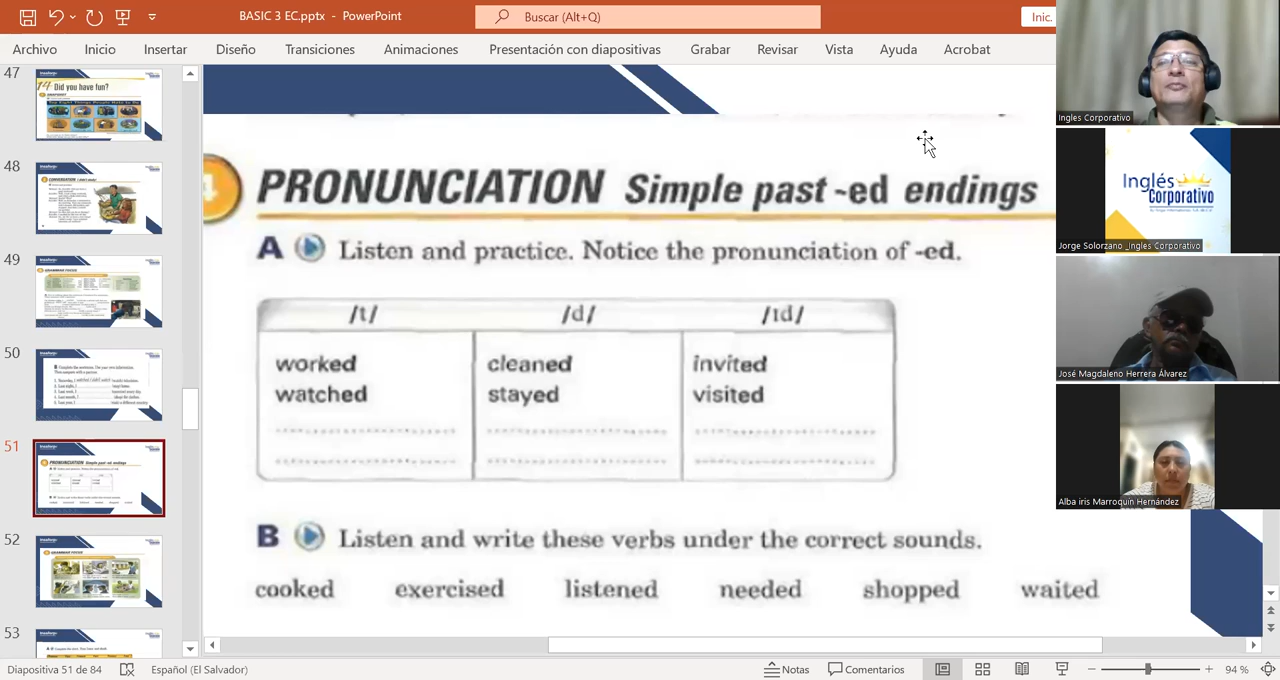 BASIC 3 EC.pptx - PowerPoint
Buscar (Alt+Q)
Inic.
Archivo Inicio Insertar Diseño Transiciones Animaciones Presentación con diapositivas Grabar Revisar Vista Ayuda Acrobat
47
14 Did you have fun?
48
49
50
51
52
53
PRONUNCIATION Simple past -ed endings
A Listen and practice. Notice the pronunciation of -ed.
/t/ /d/ /ɪd/
worked cleaned invited
watched stayed visited
B Listen and write these verbs under the correct sounds.
cooked exercised listened needed shopped waited
Ingles Corporativo
Inglés
Corporativo
Jorge Solorzano _Ingles Corporativo
José Magdaleno Herrera Álvarez
Alba iris Marroquin Hernández
Diapositiva 51 de 84 Español (El Salvador) Notas Comentarios 94 %